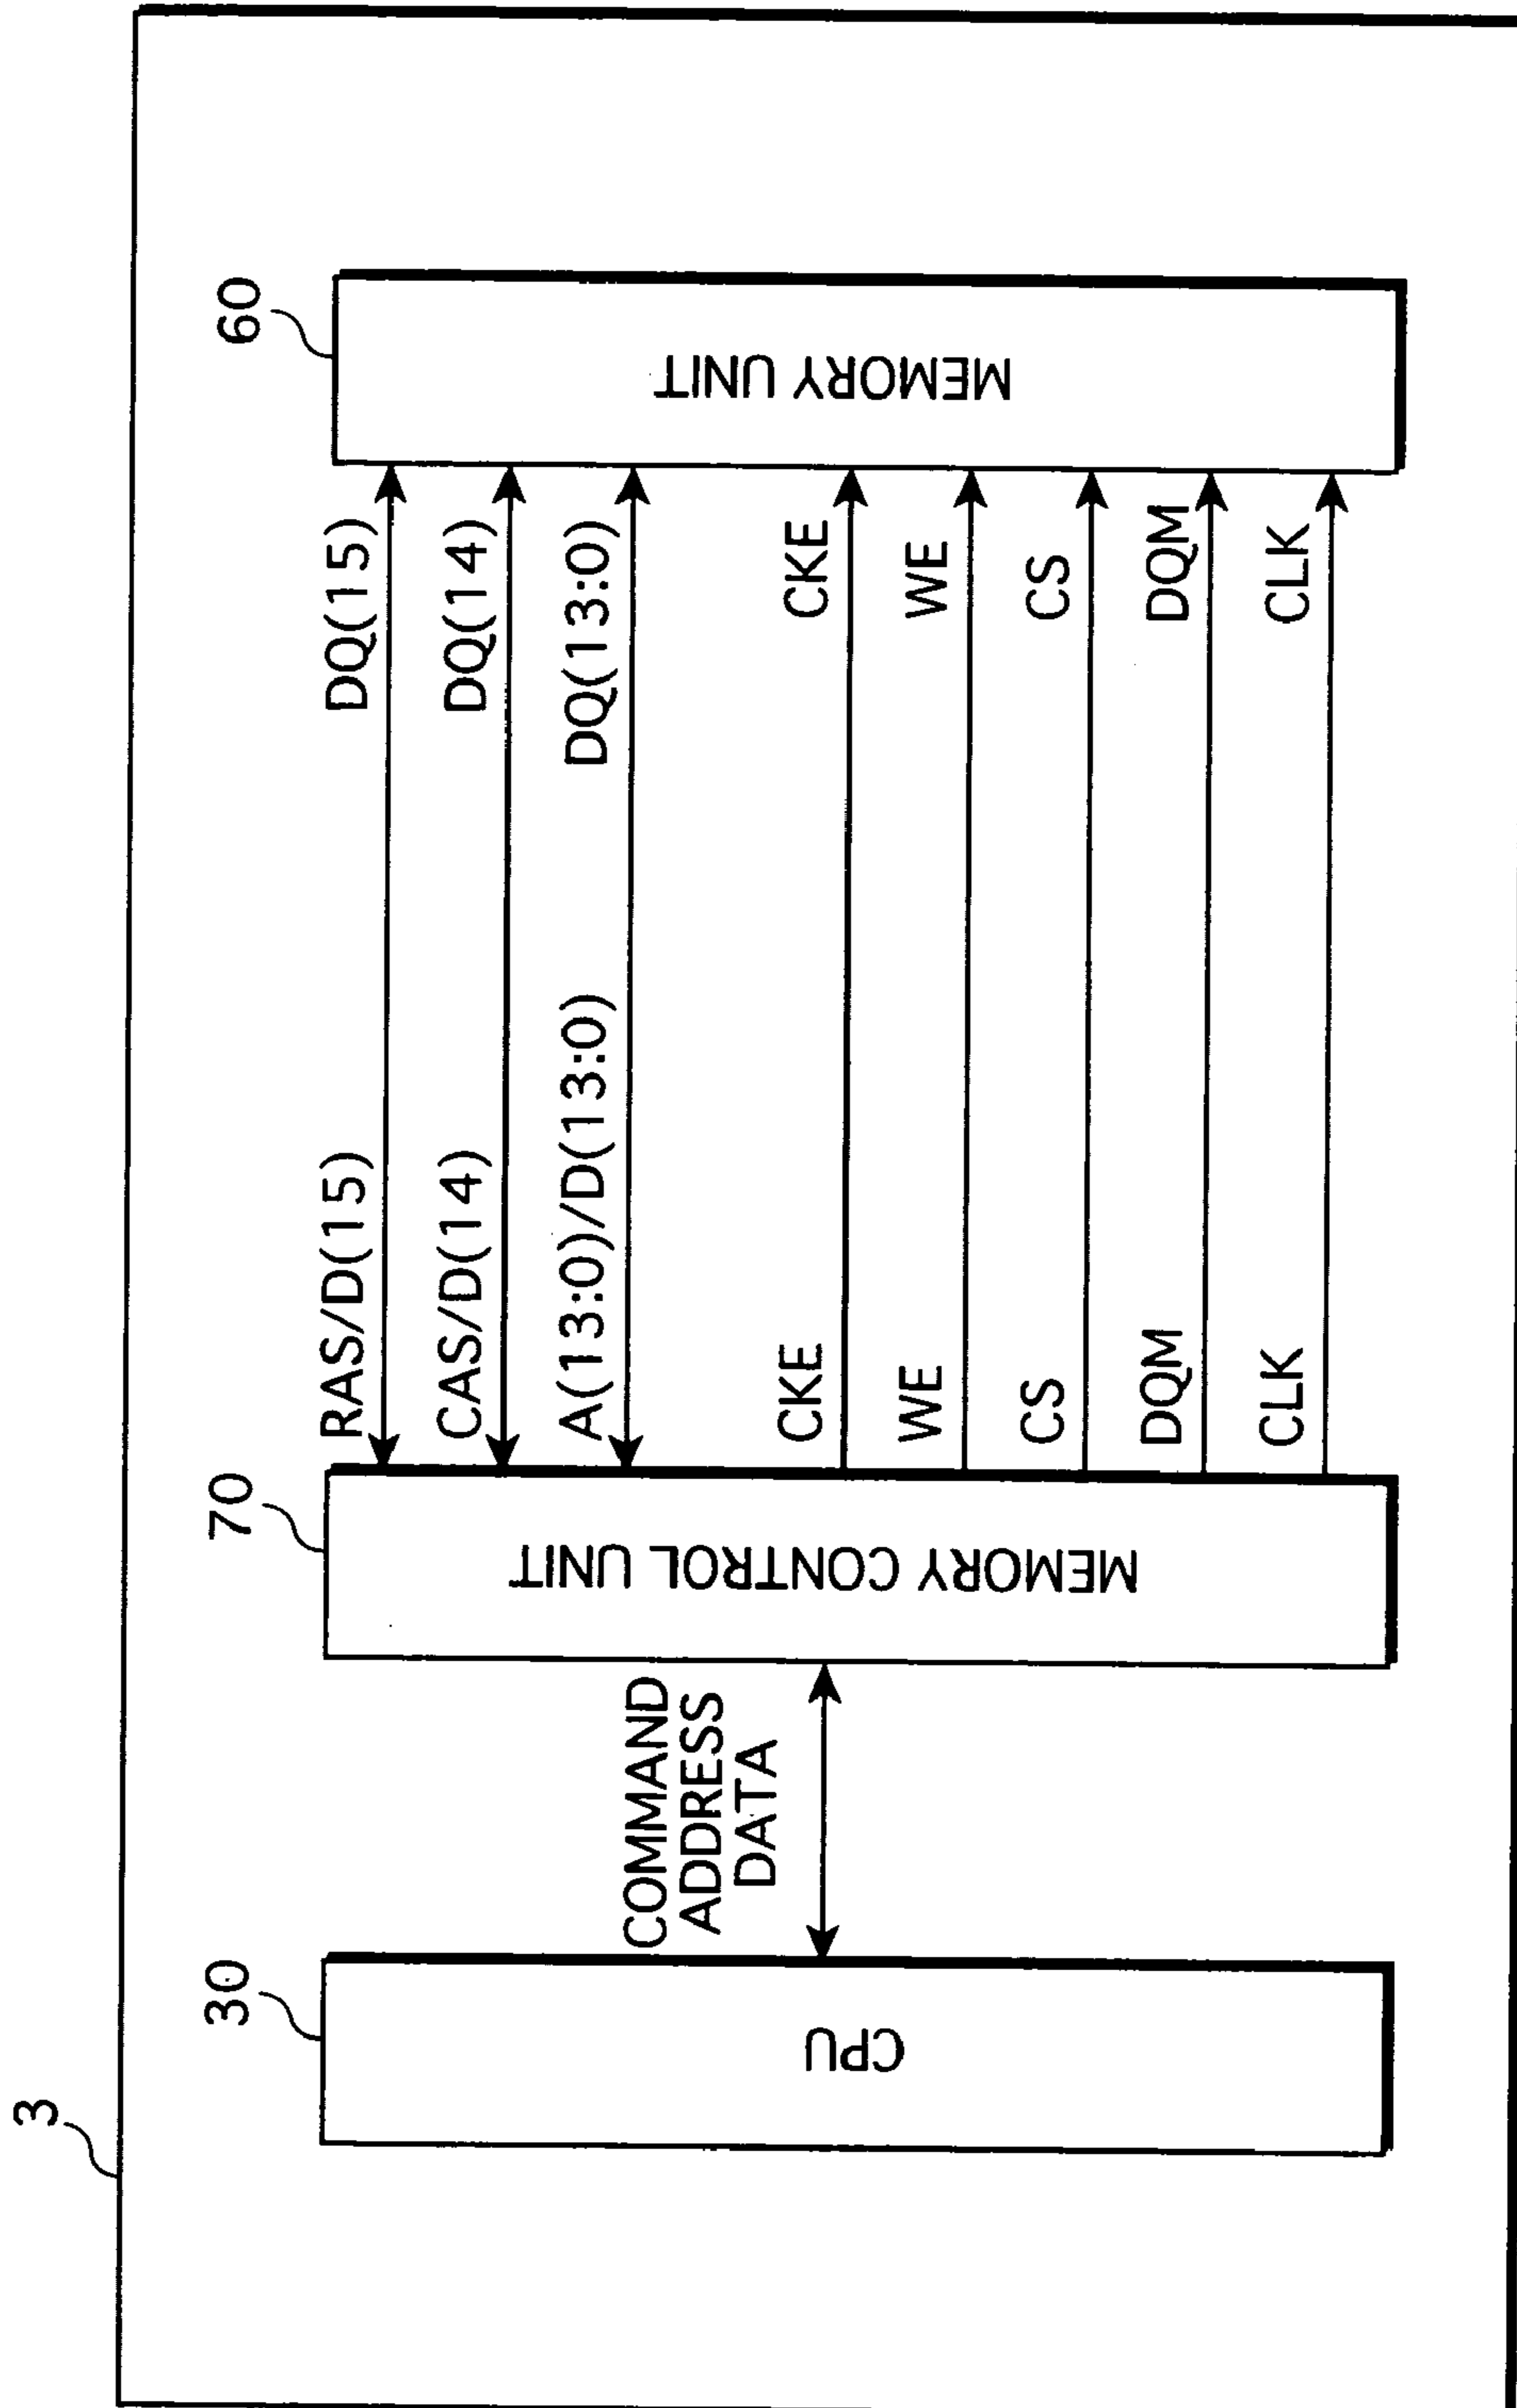 3
30
CPU
COMMAND
ADDRESS
DATA
70
MEMORY CONTROL UNIT
RAS/D(15)
CAS/D(14)
A(13:0)/D(13:0)
CKE
WE
CS
DQM
CLK
DQ(15)
DQ(14)
DQ(13:0)
CKE
WE
CS
DQM
CLK
60
MEMORY UNIT